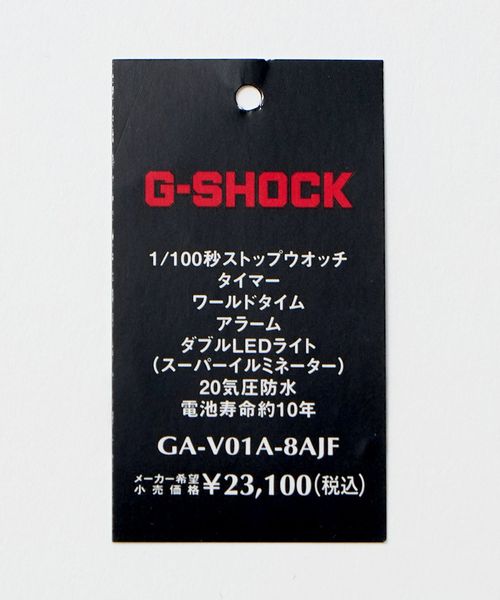 G-SHOCK
1/100秒ストップウオッチ
タイマー
ワールドタイム
アラーム
ダブルLEDライト
(スーパーイルミネーター)
20気圧防水
電池寿命約10年
GA-V01A-8AJF
メーカー希望
小売価格 ¥23,100(税込)